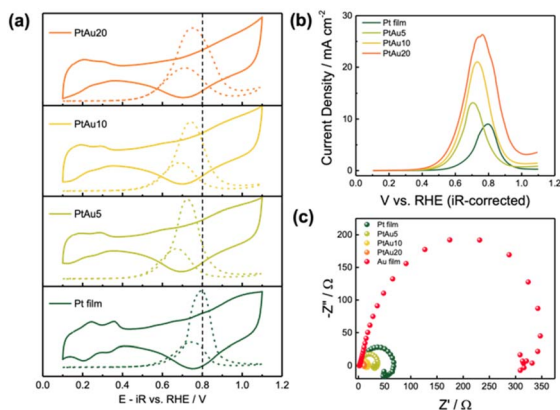 (a)
PtAu20
PtAu10
PtAu5
Pt film
0.0 0.2 0.4 0.6 0.8 1.0 1.2
E - iR vs. RHE / V
(b)
Pt film
PtAu5
PtAu10
PtAu20
Current Density / mA cm⁻²
30
20
10
0
0.0 0.2 0.4 0.6 0.8 1.0 1.2
V vs. RHE (iR-corrected)
(c)
Pt film
PtAu5
PtAu10
PtAu20
Au film
-Z" / Ω
200
150
100
50
0
0 50 100 150 200 250 300 350
Z' / Ω